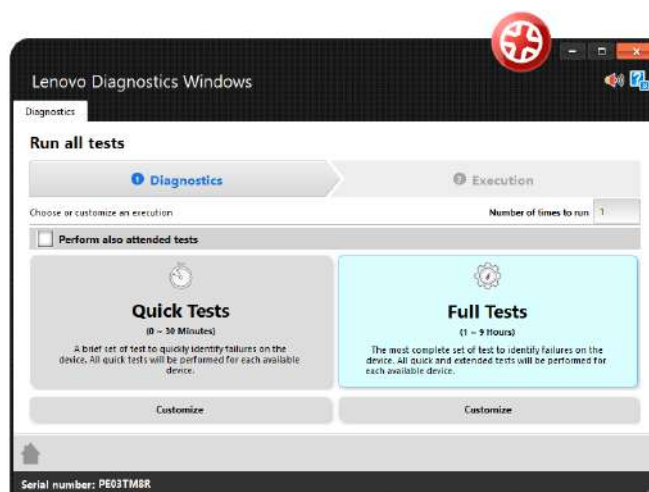 Lenovo Diagnostics Windows
Diagnostics
Run all tests
1 Diagnostics
2 Execution
Choose or customize an execution
Number of times to run 1
Perform also attended tests
Quick Tests
(0 – 30 Minutes)
A brief set of test to quickly identify failures on the
device. All quick tests will be performed for each available
device.
Full Tests
(1 – 9 Hours)
The most complete set of test to identify failures on the
device. All quick and extended tests will be performed for
each available device.
Customize
Customize
Serial number: PE03TM8R